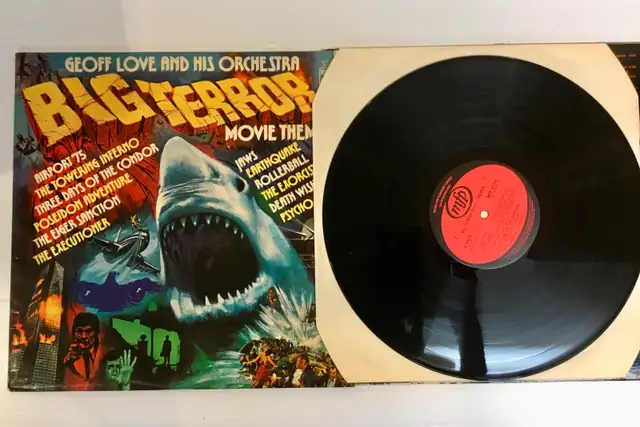 GEOFF LOVE AND HIS ORCHESTRA
BIG TERROR
MOVIE THEM
AIRPORT '75
THE TOWERING INFERNO
THREE DAYS OF THE CONDOR
POSEIDON ADVENTURE
THE EIGER SANCTION
THE EXECUTIONER
JAWS
EARTHQUAKE
ROLLERBALL
THE EXORCIS
DEATH WISH
PSYCHO
mfp